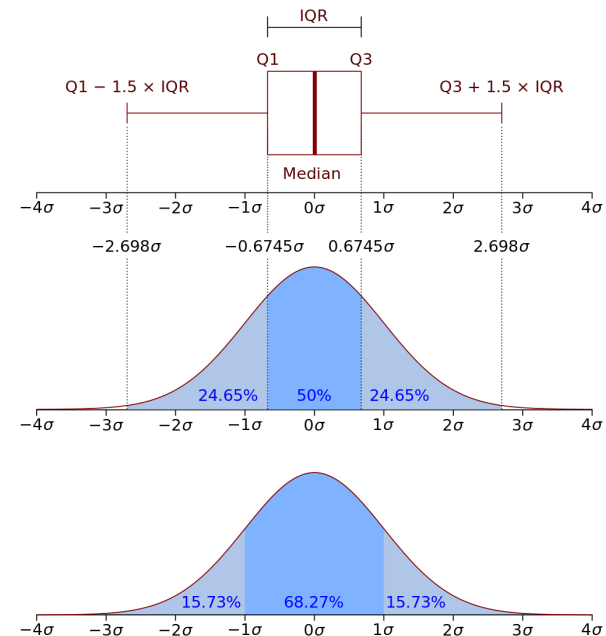 IQR
Q1 Q3
Q1 − 1.5 × IQR Q3 + 1.5 × IQR
Median
−4σ −3σ −2σ −1σ 0σ 1σ 2σ 3σ 4σ
−2.698σ −0.6745σ 0.6745σ 2.698σ
24.65% 50% 24.65%
−4σ −3σ −2σ −1σ 0σ 1σ 2σ 3σ 4σ
15.73% 68.27% 15.73%
−4σ −3σ −2σ −1σ 0σ 1σ 2σ 3σ 4σ